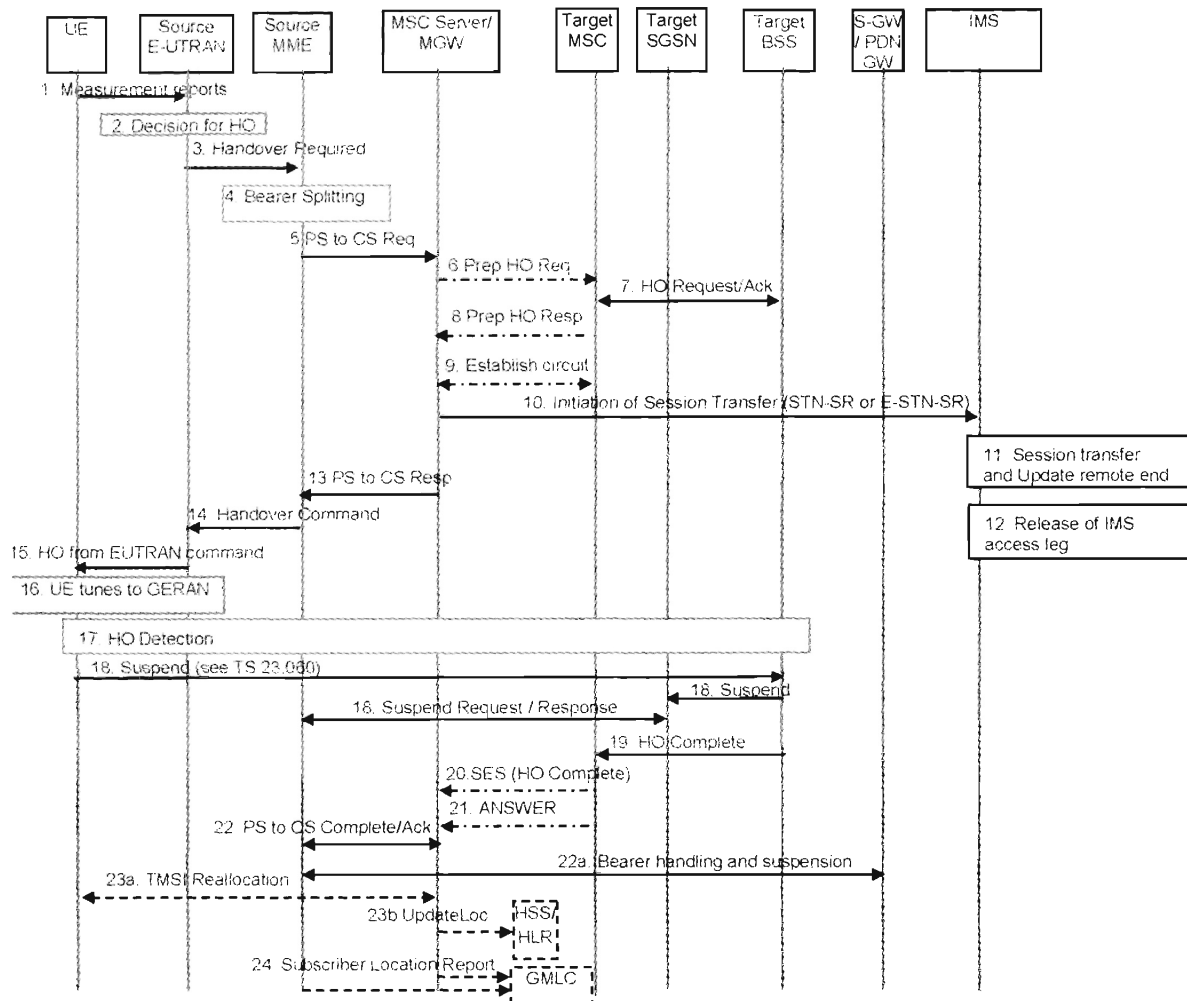 UE
Source
E-UTRAN
Source
MME
MSC Server/
MGW
Target
MSC
Target
SGSN
Target
BSS
S-GW
/ PDN
GW
IMS
1. Measurement reports
2. Decision for HO
3. Handover Required
4 Bearer Splitting
5 PS to CS Req
6 Prep HO Req
7. HO Request/Ack
8 Prep HO Resp
9. Establish circuit
10. Initiation of Session Transfer (STN-SR or E-STN-SR)
11 Session transfer
and Update remote end
12 Release of IMS
access leg
13 PS to CS Resp
14 Handover Command
15. HO from EUTRAN command
16. UE tunes to GERAN
17. HO Detection
18. Suspend (see TS 23.060)
18. Suspend
18. Suspend Request / Response
19 HO Complete
20.SES (HO Complete)
21. ANSWER
22 PS to CS Complete/Ack
22a. Bearer handling and suspension
23a. TMSI Reallocation
23b UpdateLoc
HSS/
HLR
24 Subscriber Location Report
GMLC